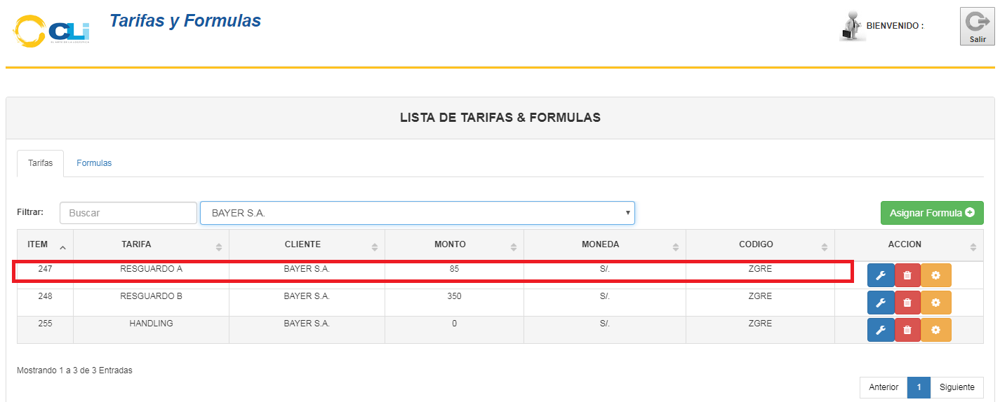 CLi
Tarifas y Formulas
BIENVENIDO :
Salir
LISTA DE TARIFAS & FORMULAS
Tarifas Formulas
Filtrar: Buscar BAYER S.A. Asignar Formula
ITEM TARIFA CLIENTE MONTO MONEDA CODIGO ACCION
247 RESGUARDO A BAYER S.A. 85 S/. ZGRE
248 RESGUARDO B BAYER S.A. 350 S/. ZGRE
255 HANDLING BAYER S.A. 0 S/. ZGRE
Mostrando 1 a 3 de 3 Entradas
Anterior 1 Siguiente